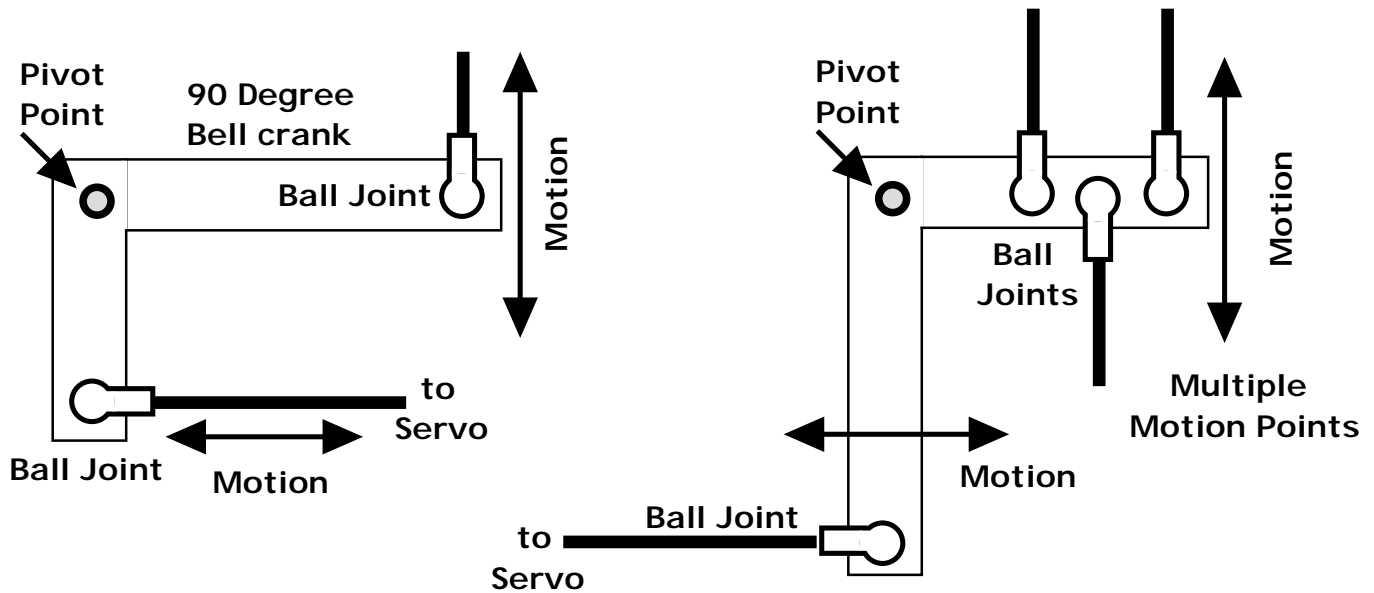 Pivot
Point
90 Degree
Bell crank
Ball Joint
Motion
to
Servo
Ball Joint
Motion
Pivot
Point
Motion
Ball
Joints
Multiple
Motion Points
Motion
Ball Joint
to
Servo